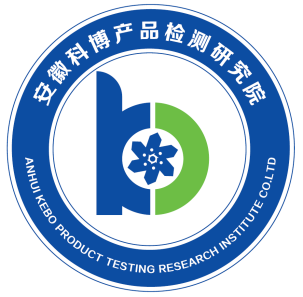 安徽科博产品检测研究院
ANHUI KEBO PRODUCT TESTING RESEARCH INSTITUTE CO.LTD